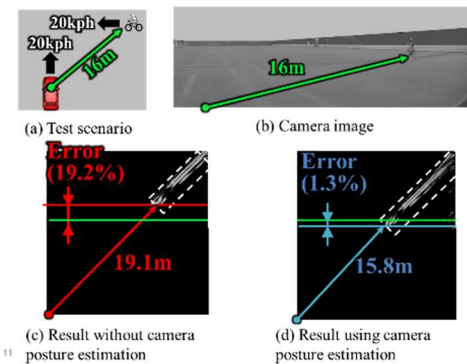 20kph
20kph
16m
16m
(a) Test scenario
(b) Camera image
Error
(19.2%)
19.1m
Error
(1.3%)
15.8m
(c) Result without camera
posture estimation
(d) Result using camera
posture estimation
11